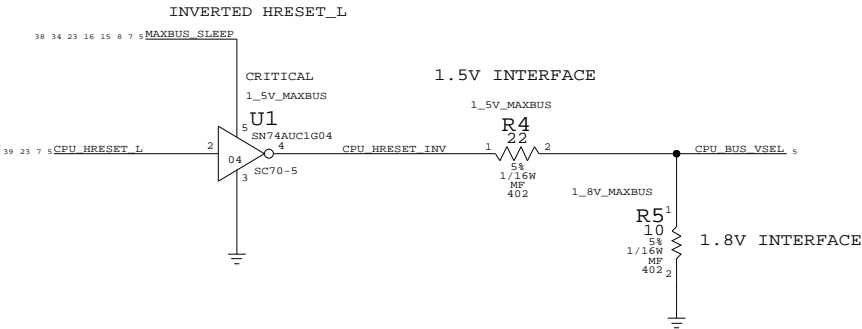 INVERTED HRESET_L
38 34 23 16 15 8 7 5 MAXBUS_SLEEP
CRITICAL
1.5V INTERFACE
1_5V_MAXBUS
1_5V_MAXBUS
U1
5
SN74AUC1G04
R4
22
39 23 7 5 CPU_HRESET_L
2
04
4
CPU_HRESET_INV
1
2
CPU_BUS_VSEL 5
3
SC70-5
5%
1/16W
MF
402
1_8V_MAXBUS
R5
1
10
5%
1/16W
MF
402
2
1.8V INTERFACE